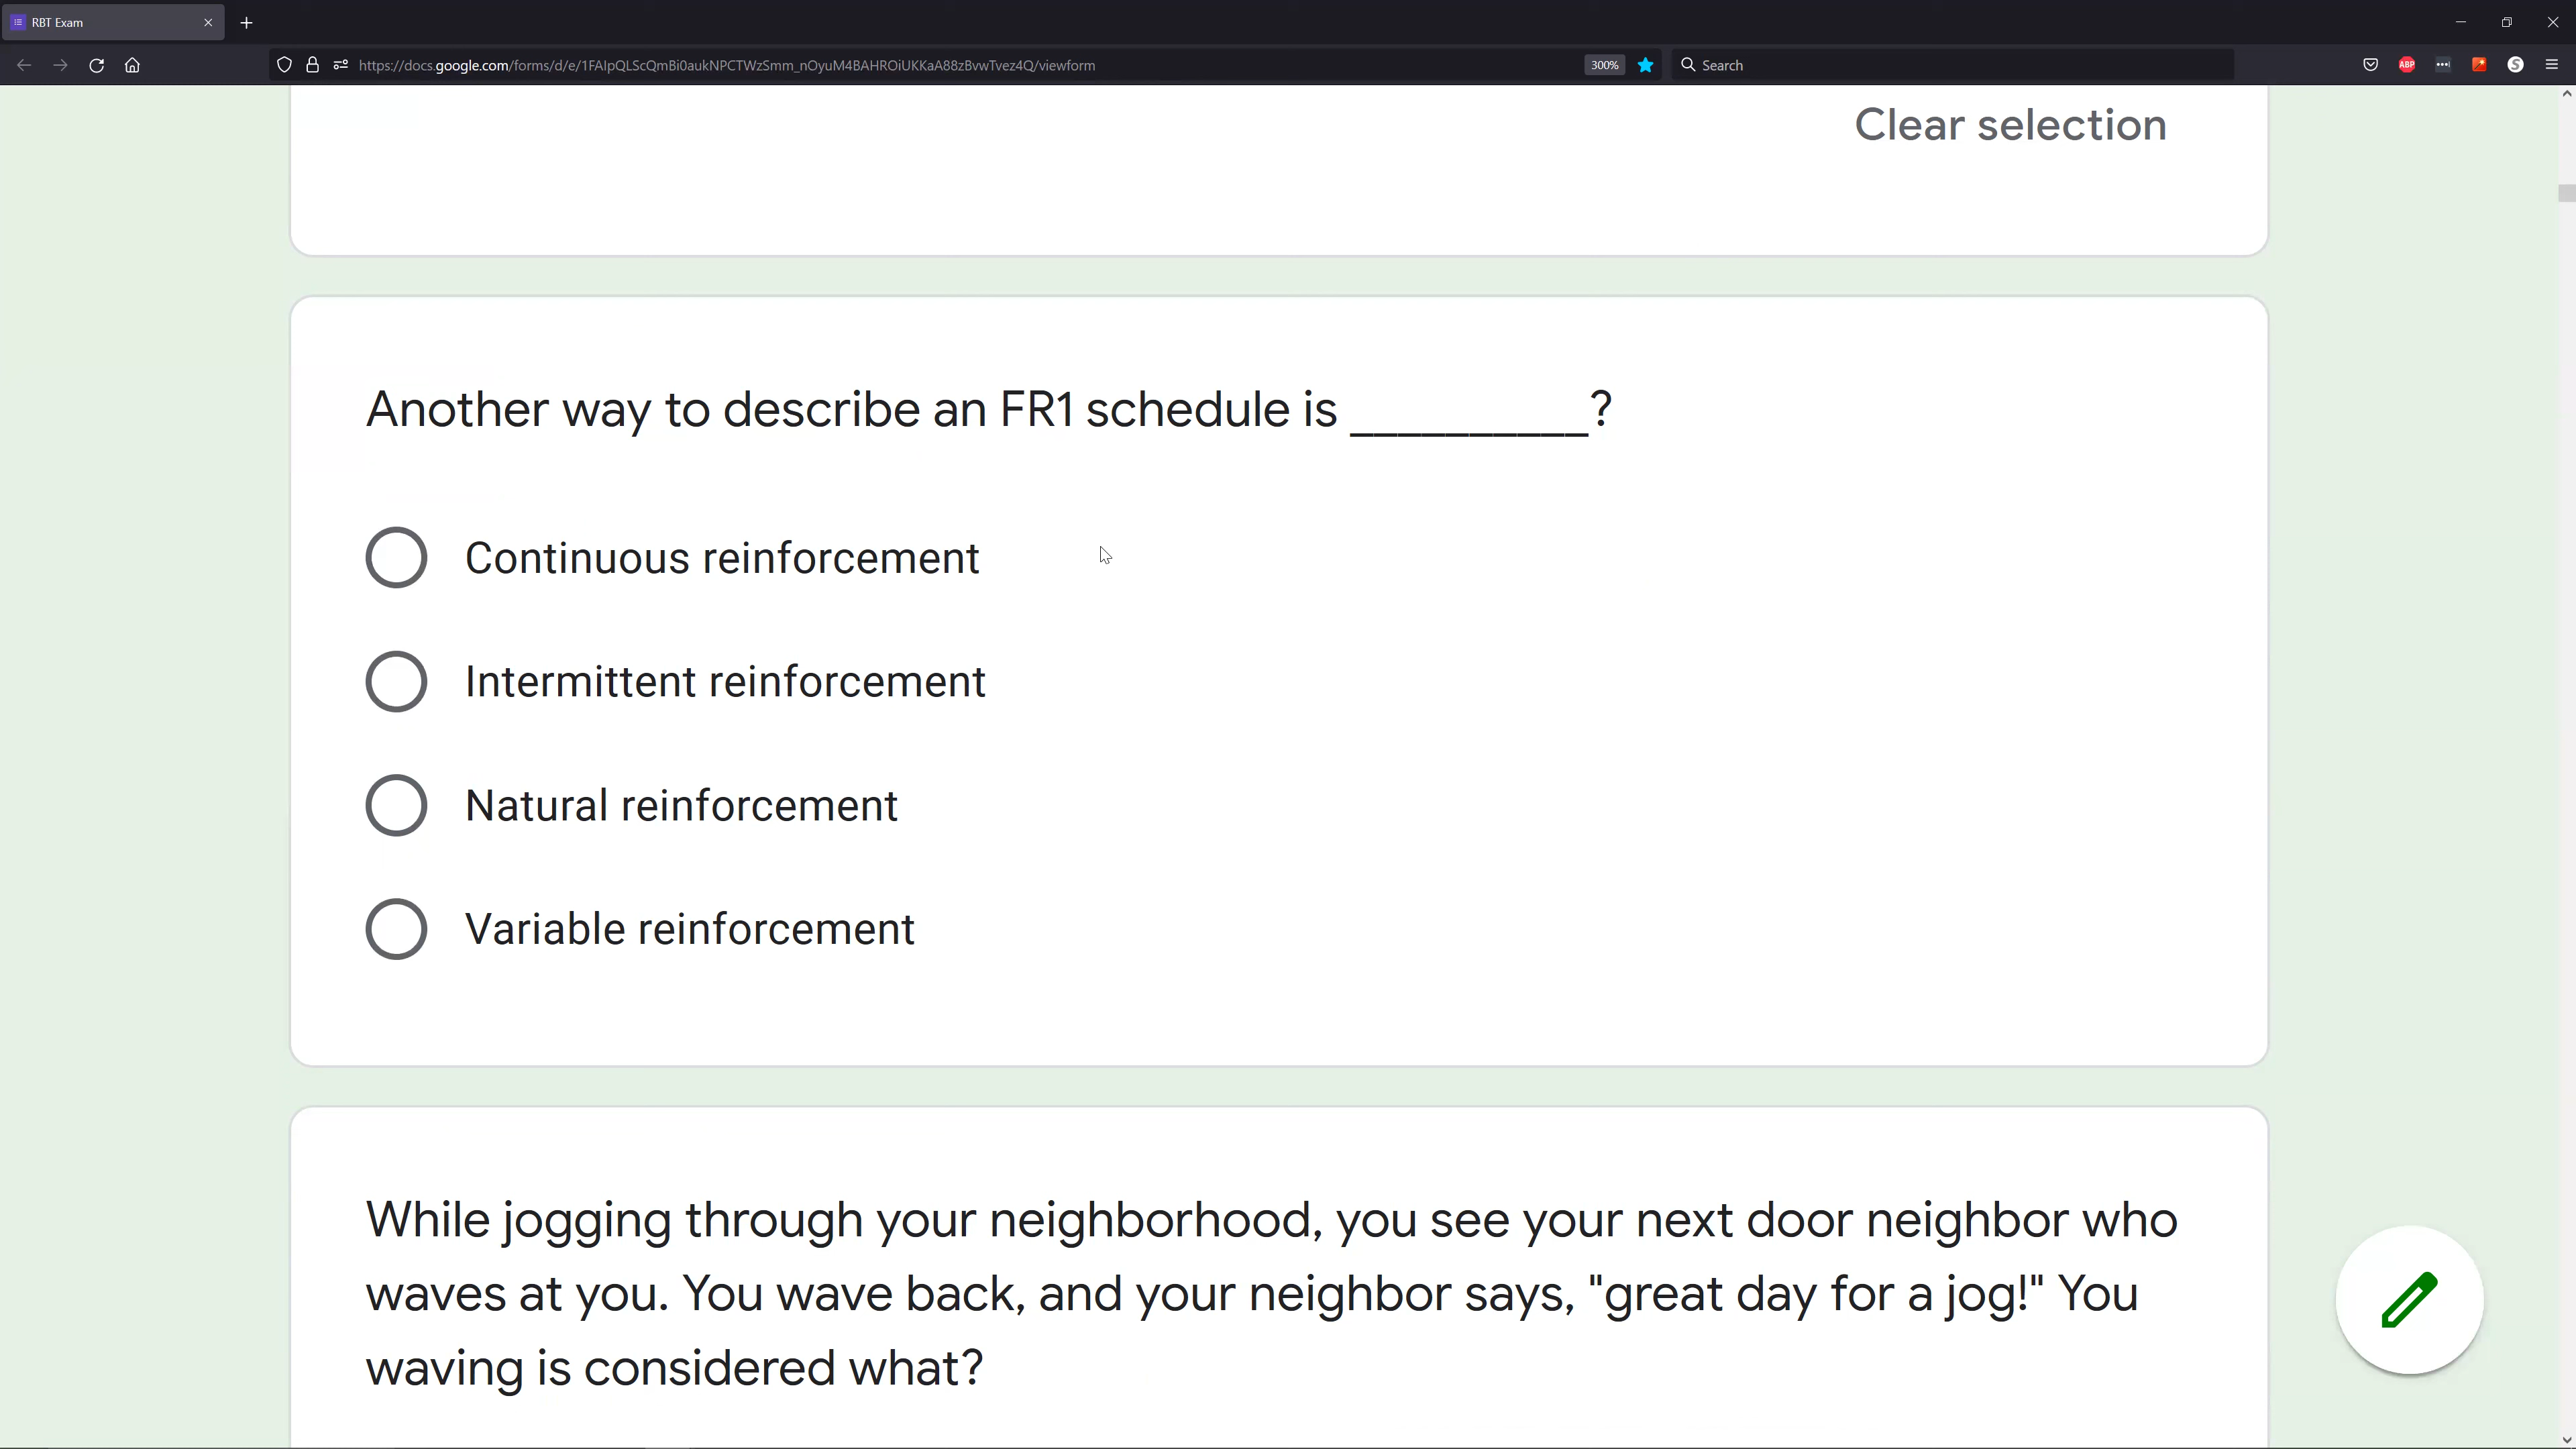 RBT Exam
https://docs.google.com/forms/d/e/1FAIpQLScQmBi0aukNPCTWzSmm_nOyuM4BAHROiUKKaA88zBvwTvez4Q/viewform
300%
Search
ABP
Clear selection
Another way to describe an FR1 schedule is __________?
Continuous reinforcement
Intermittent reinforcement
Natural reinforcement
Variable reinforcement
While jogging through your neighborhood, you see your next door neighbor who
waves at you. You wave back, and your neighbor says, "great day for a jog!" You
waving is considered what?